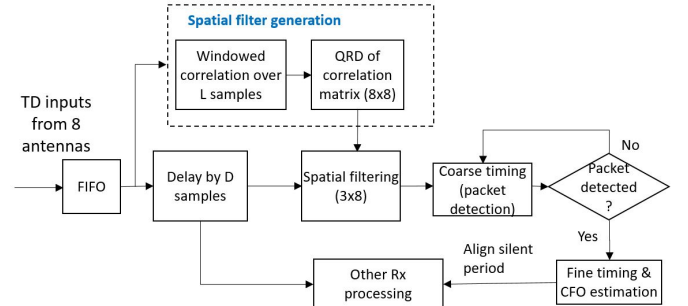 Spatial filter generation
Windowed
correlation over
L samples
QRD of
correlation
matrix (8x8)
TD inputs
from 8
antennas
FIFO
Delay by D
samples
Spatial filtering
(3x8)
Coarse timing
(packet
detection)
No
Packet
detected
?
Yes
Align silent
period
Other Rx
processing
Fine timing &
CFO estimation